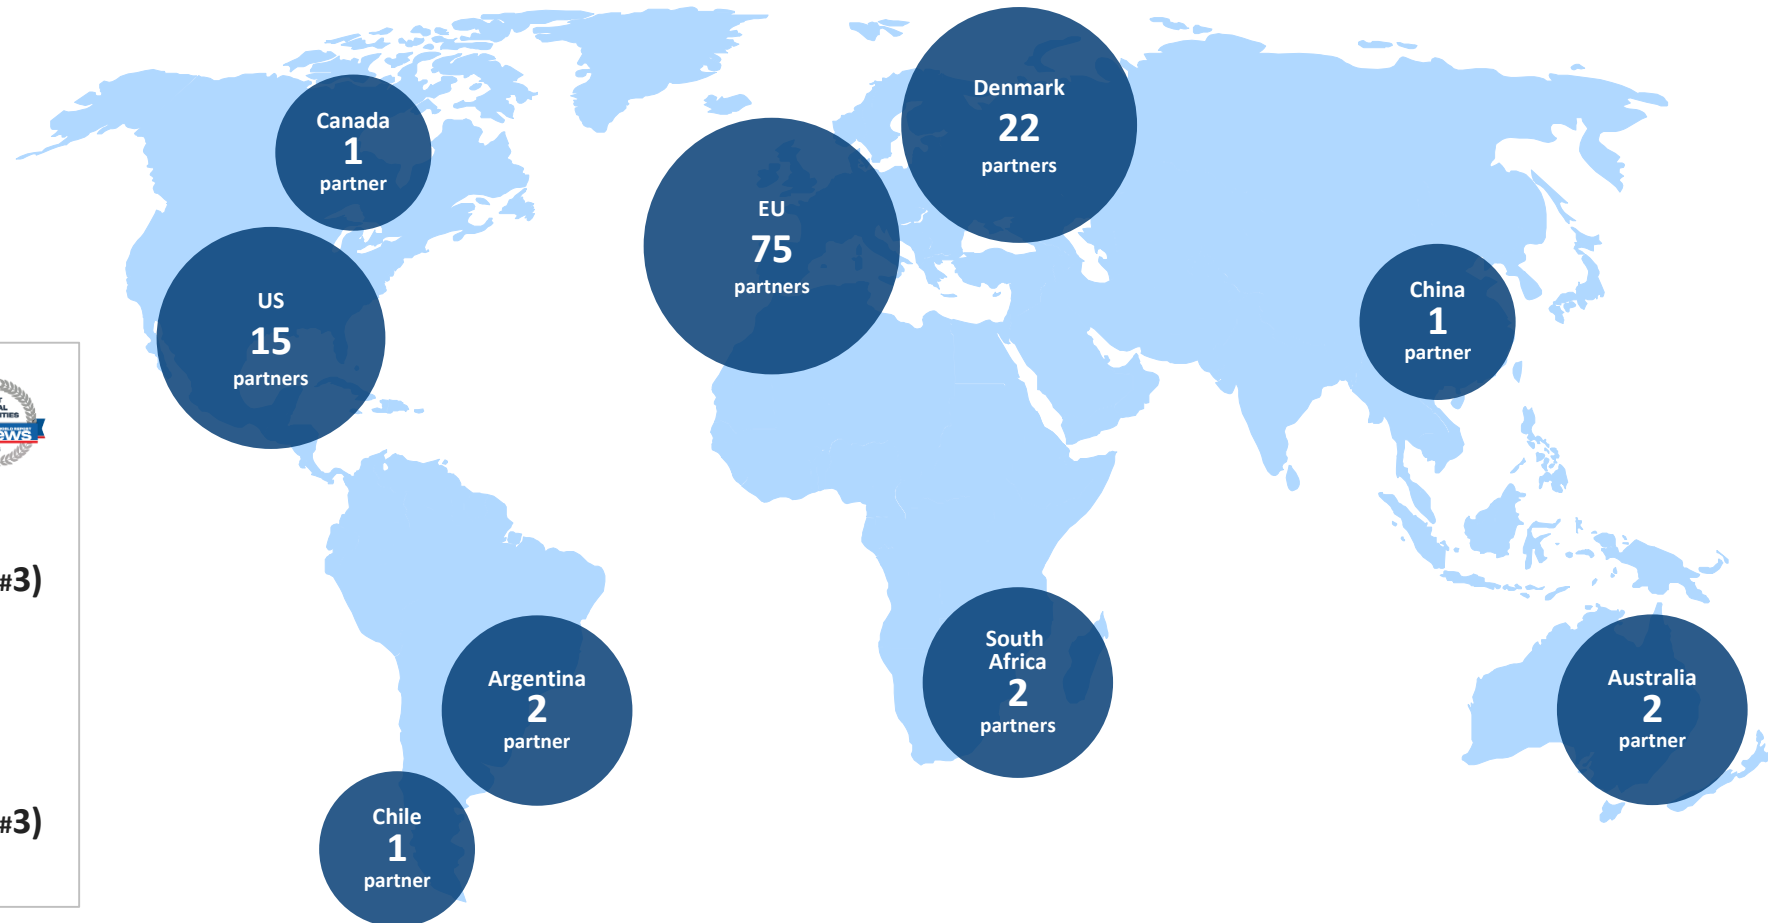 Canada
1
partner
Denmark
22
partners
EU
75
partners
US
15
partners
China
1
partner
#3)
South
Africa
2
partners
Argentina
2
partner
Australia
2
partner
Chile
1
partner
#3)